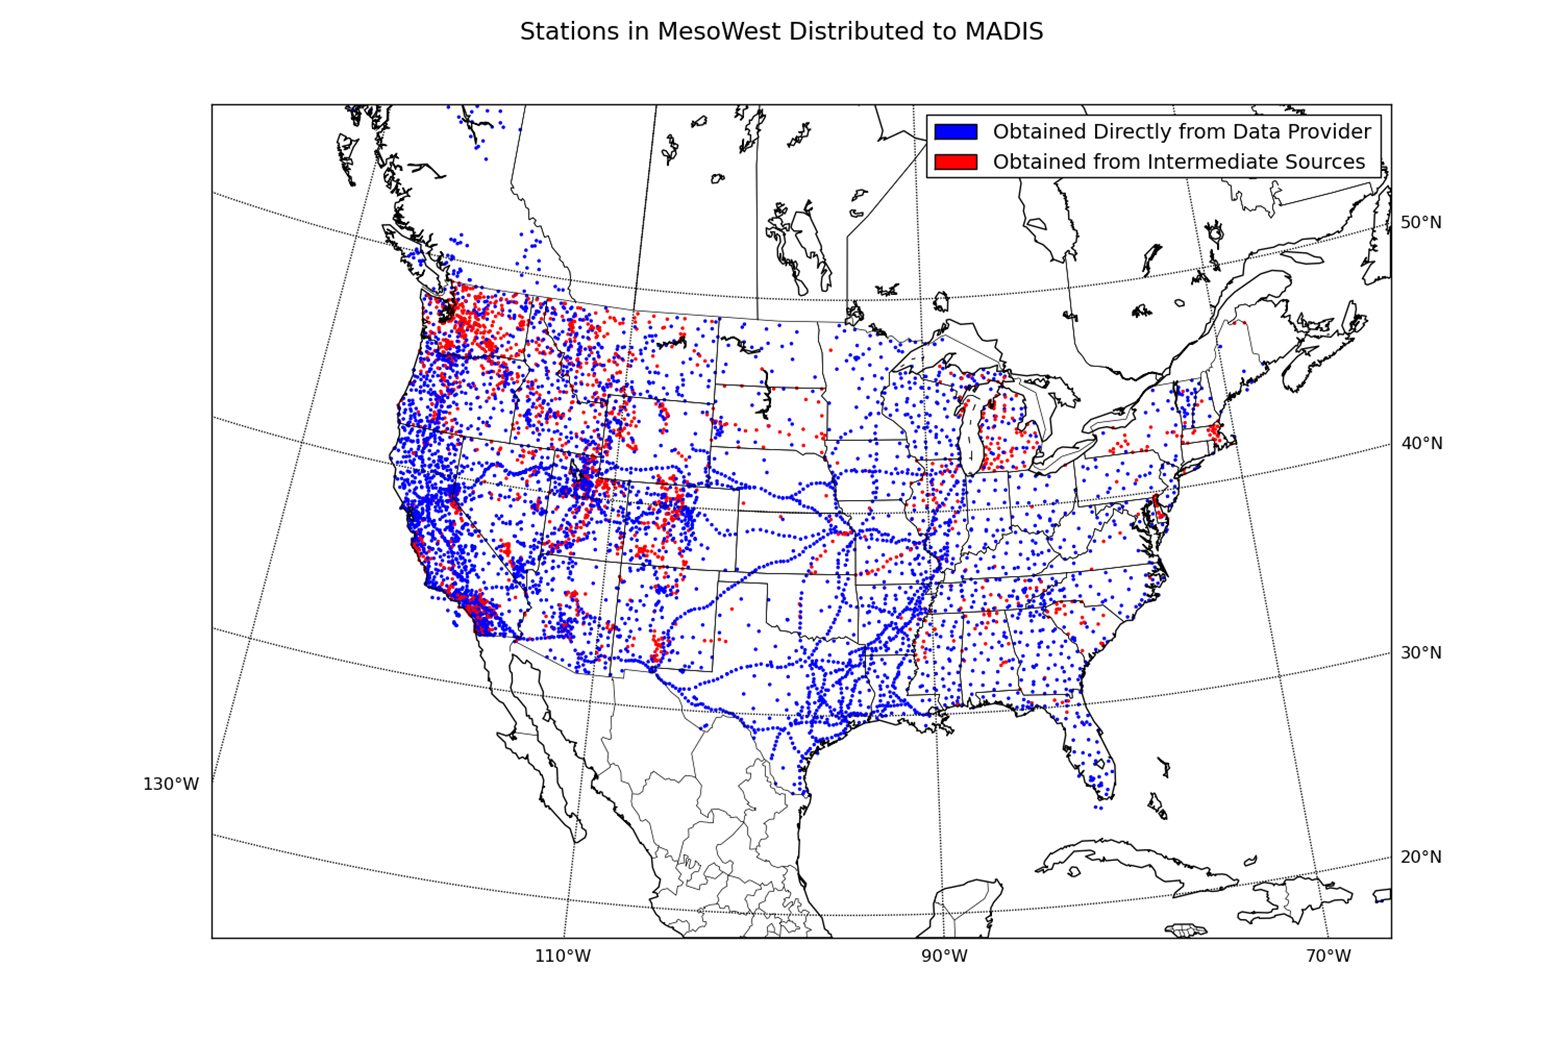 Stations in MesoWest Distributed to MADIS
Obtained Directly from Data Provider
Obtained from Intermediate Sources
50°N
40°N
30°N
130°W
20°N
110°W
90°W
70°W